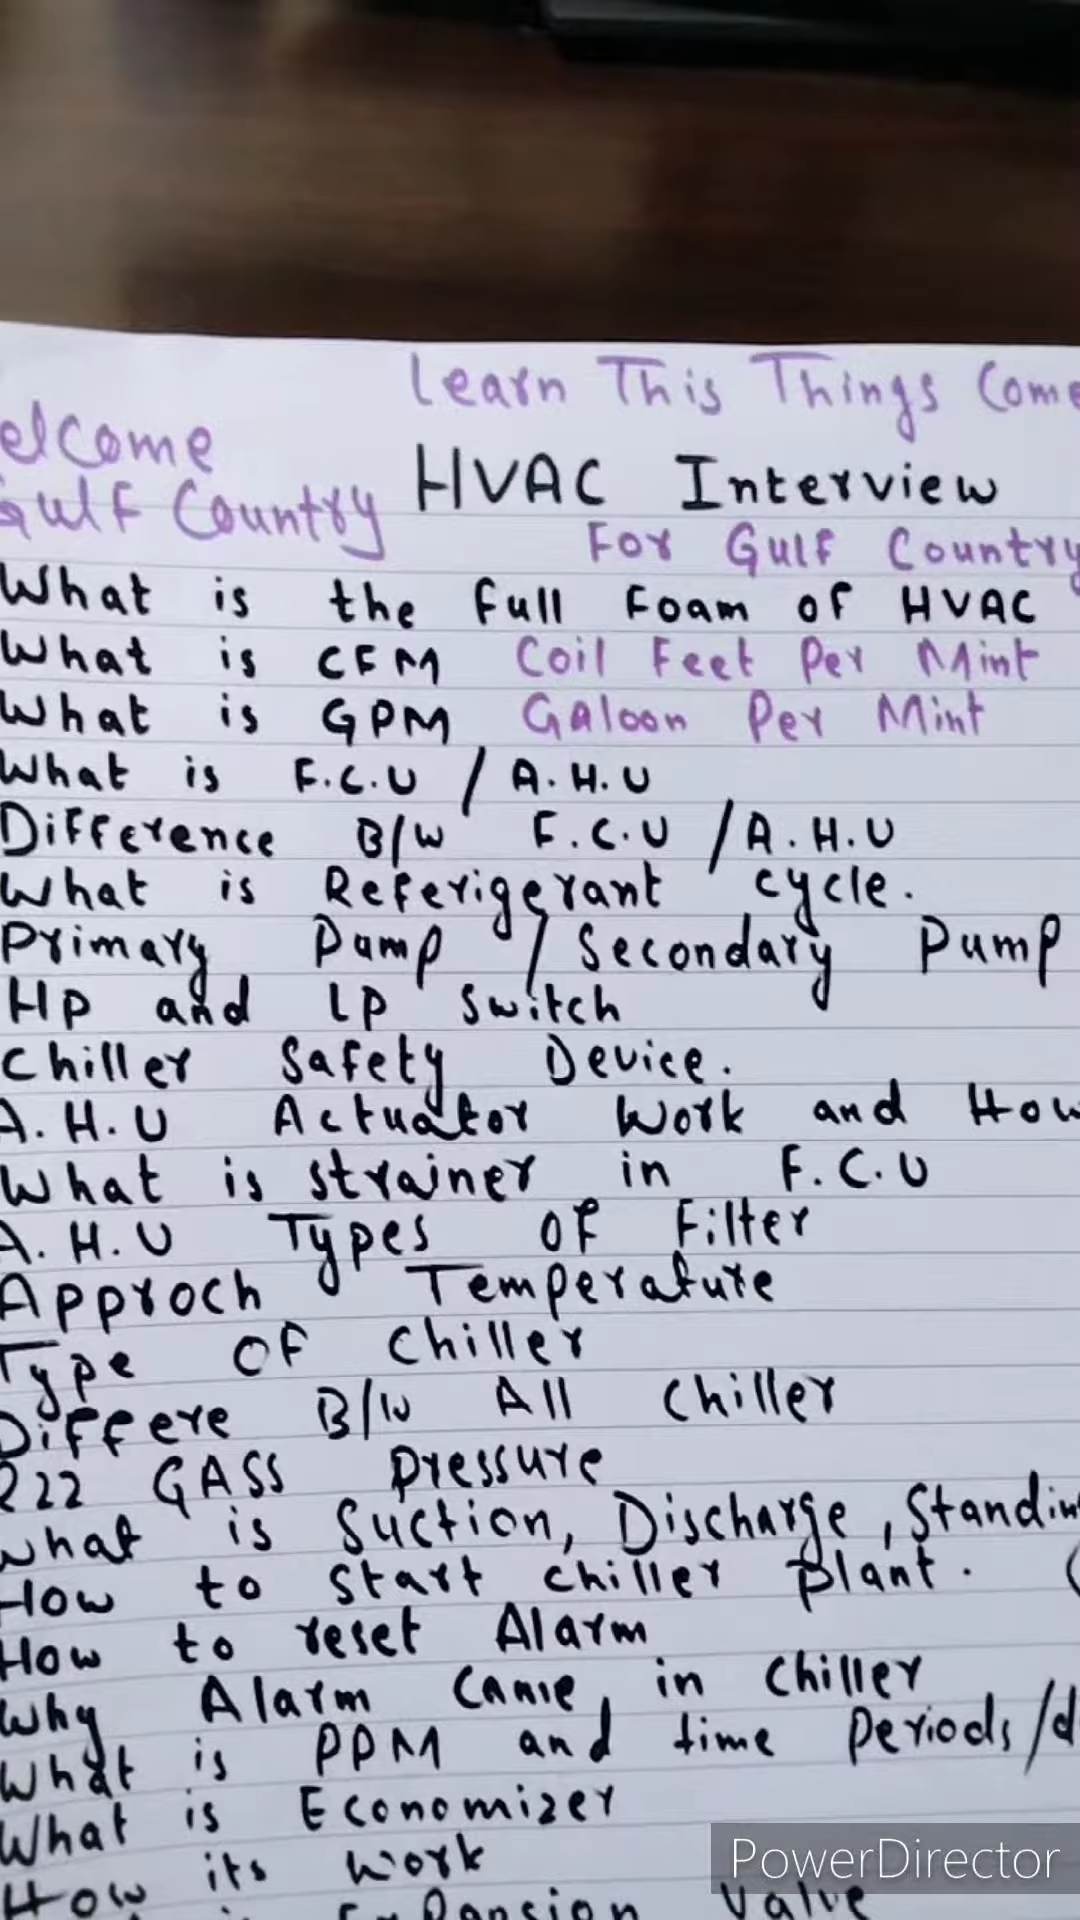 Learn This Things Come
elcome
Gulf Country
HVAC Interview
For Gulf Country
What is the full Foam of HVAC
What is CFM Coil Feet Per Mint
What is GPM Galoon Per Mint
What is F.C.U / A.H.U
Difference B/w F.C.U / A.H.U
What is Referigerant cycle.
Primary Pump / Secondary Pump
HP and LP Switch
Chiller Safety Device.
A.H.U Actuator Work and How
What is strainer in F.C.U
A.H.U Types of Filter
Approch Temperature
Type OF chiller
Differe B/w All Chiller
R22 GASS pressure
What is Suction, Discharge, Standin
How to start chiller plant.
How to reset Alarm
Why Alarm Came in chiller
What is PPM and time Periods/d
What is Economizer
How its work
Expansion Valve
PowerDirector